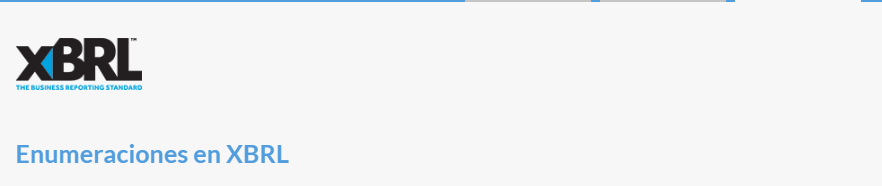 XBRL™
THE BUSINESS REPORTING STANDARD
Enumeraciones en XBRL